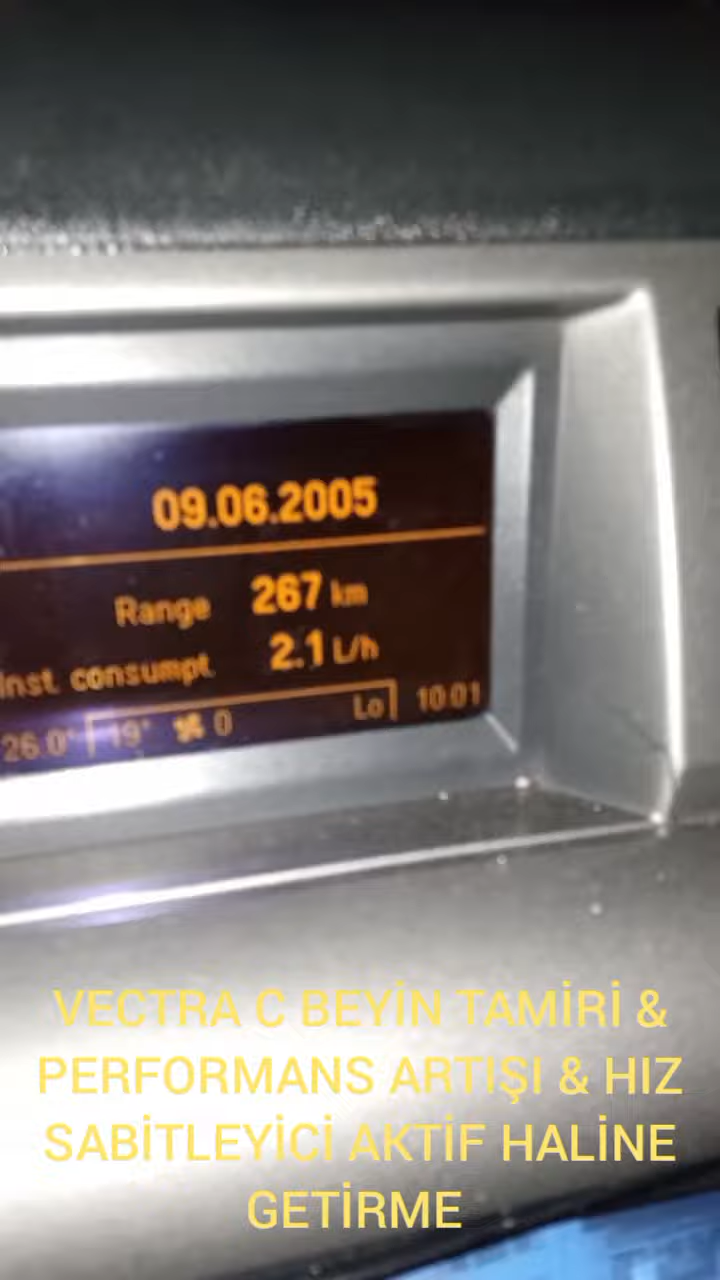 09.06.2005
Range 267 km
Inst. consumpt. 2.1 L/h
26.0° 19° 0 Lo 10:01
VECTRA C BEYİN TAMİRİ &
PERFORMANS ARTIŞI & HIZ
SABİTLEYİCİ AKTİF HALİNE
GETİRME